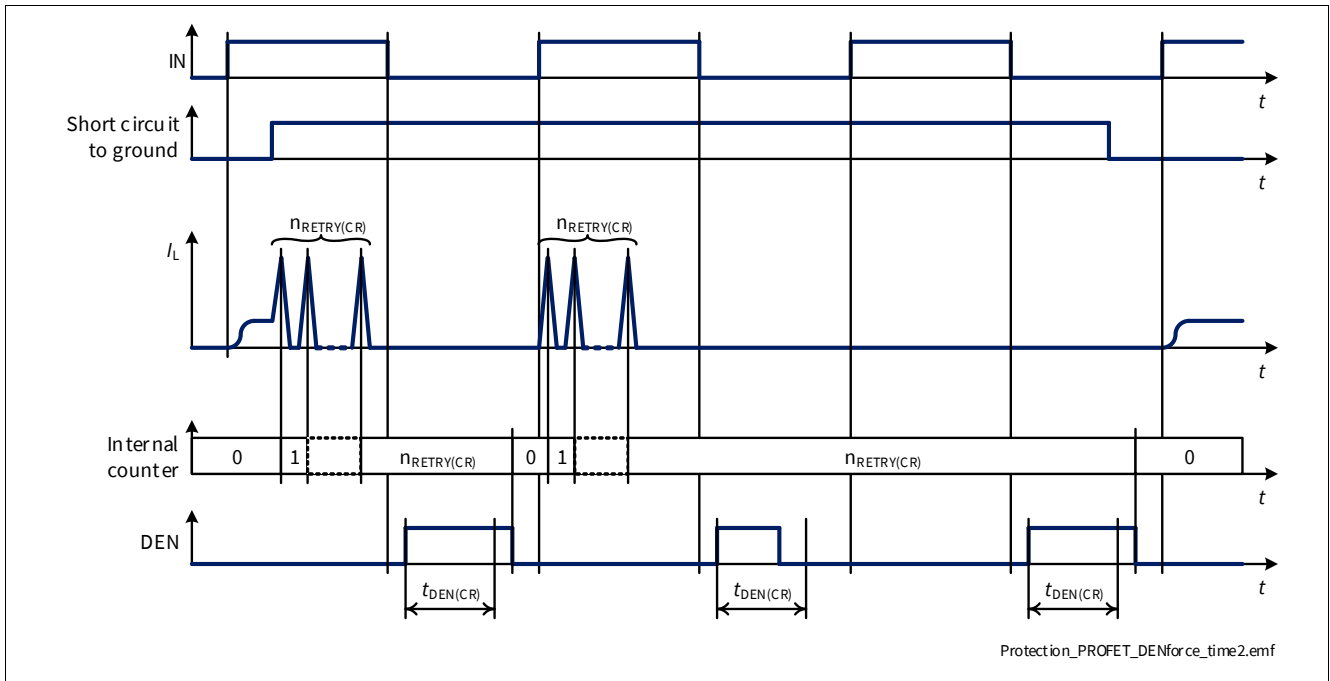 IN
t
Short circuit
to ground
t
nRETRY(CR) nRETRY(CR)
IL
t
Internal
counter
0 1 nRETRY(CR) 0 1 nRETRY(CR) 0
t
DEN
t
tDEN(CR) tDEN(CR) tDEN(CR)
Protection_PROFET_DENforce_time2.emf